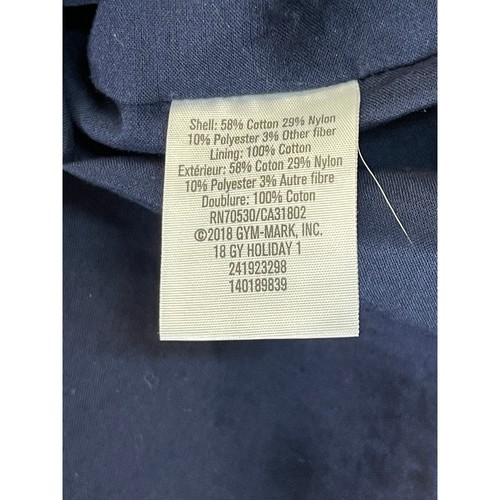 Shell: 58% Cotton 29% Nylon
10% Polyester 3% Other fiber
Lining: 100% Cotton
Extérieur: 58% Coton 29% Nylon
10% Polyester 3% Autre fibre
Doublure: 100% Coton
RN70530/CA31802
©2018 GYM-MARK, INC.
18 GY HOLIDAY 1
241923298
140189839